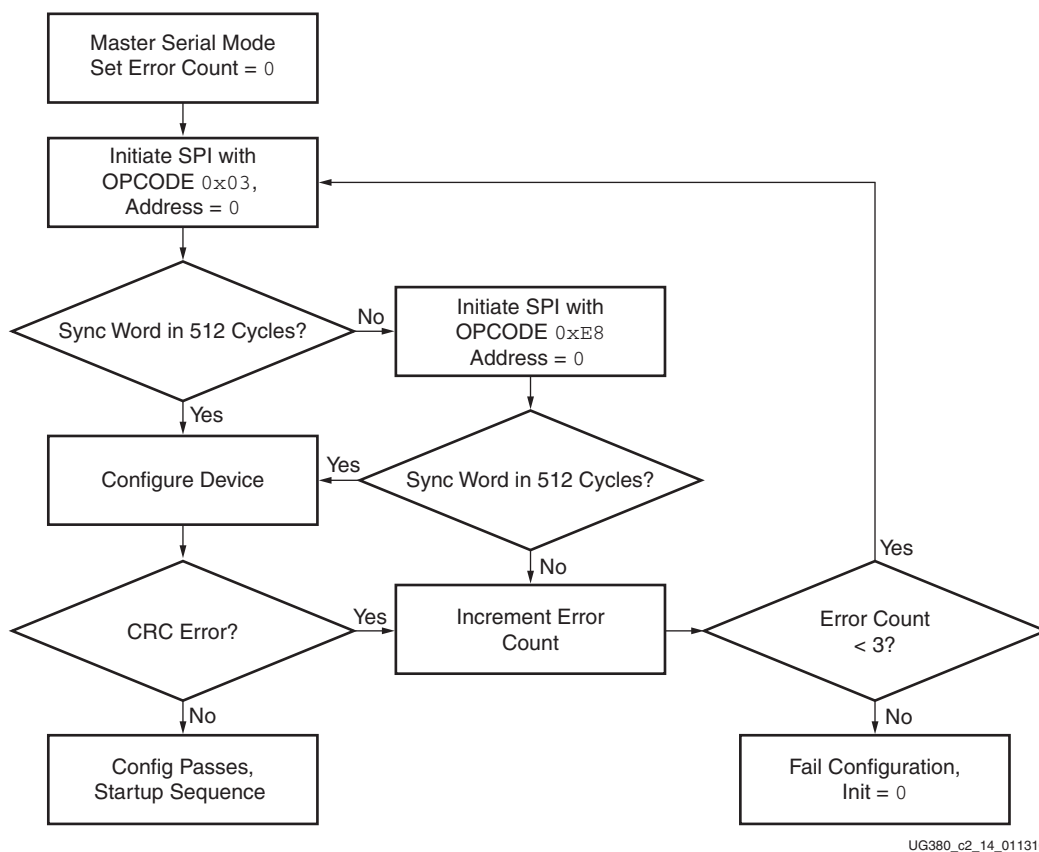 Master Serial Mode
Set Error Count = 0
Initiate SPI with
OPCODE 0x03,
Address = 0
Sync Word in 512 Cycles?
No
Initiate SPI with
OPCODE 0xE8
Address = 0
Yes
Configure Device
Yes
Sync Word in 512 Cycles?
No
Yes
CRC Error?
Yes
Increment Error
Count
Error Count
< 3?
No
No
Config Passes,
Startup Sequence
Fail Configuration,
Init = 0
UG380_c2_14_01131